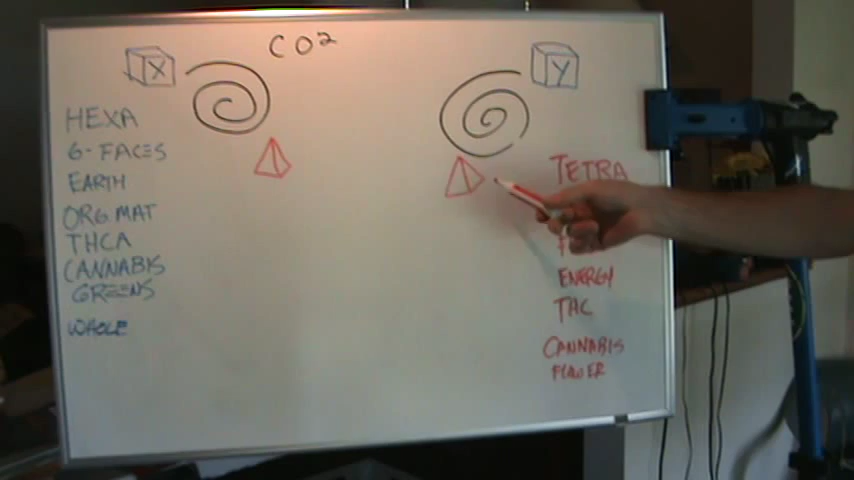 CO²
X
Y
HEXA
6-FACES
EARTH
ORG MAT
THCA
CANNABIS
GREENS
WHOLE
TETRA
ENERGY
THC
CANNABIS
FLOWER